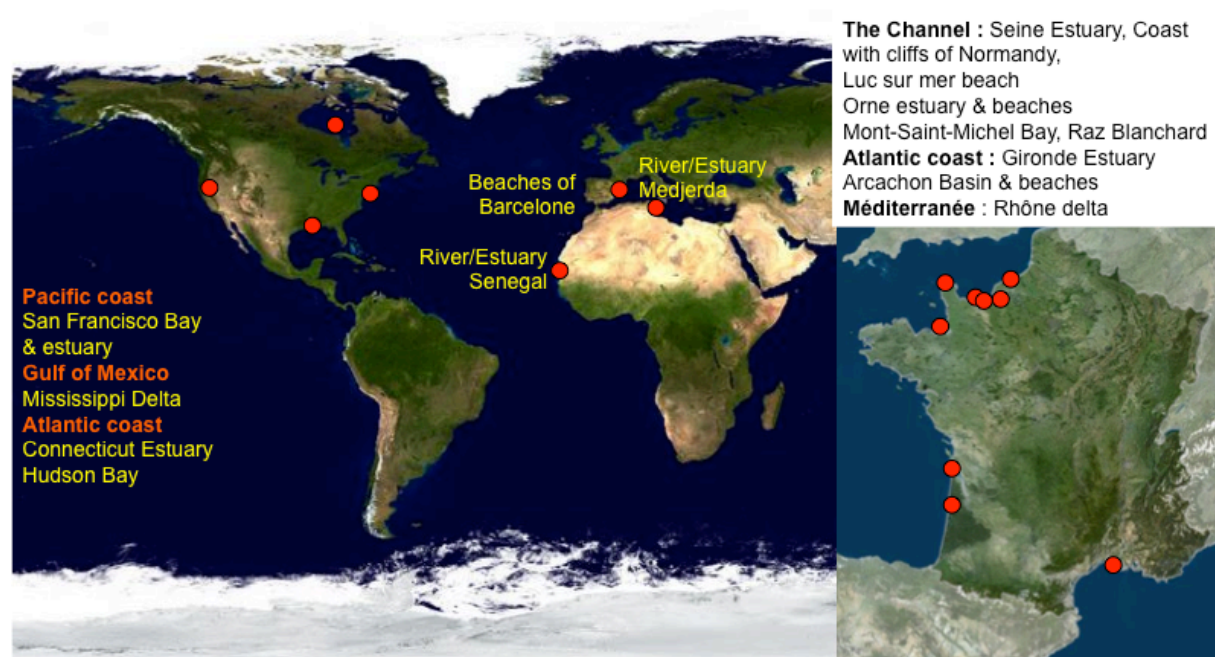 The Channel : Seine Estuary, Coast
with cliffs of Normandy,
Luc sur mer beach
Orne estuary & beaches
Mont-Saint-Michel Bay, Raz Blanchard
Atlantic coast : Gironde Estuary
Arcachon Basin & beaches
Méditerranée : Rhône delta
River/Estuary
Medjerda
Beaches of
Barcelone
River/Estuary
Senegal
Pacific coast
San Francisco Bay
& estuary
Gulf of Mexico
Mississippi Delta
Atlantic coast
Connecticut Estuary
Hudson Bay